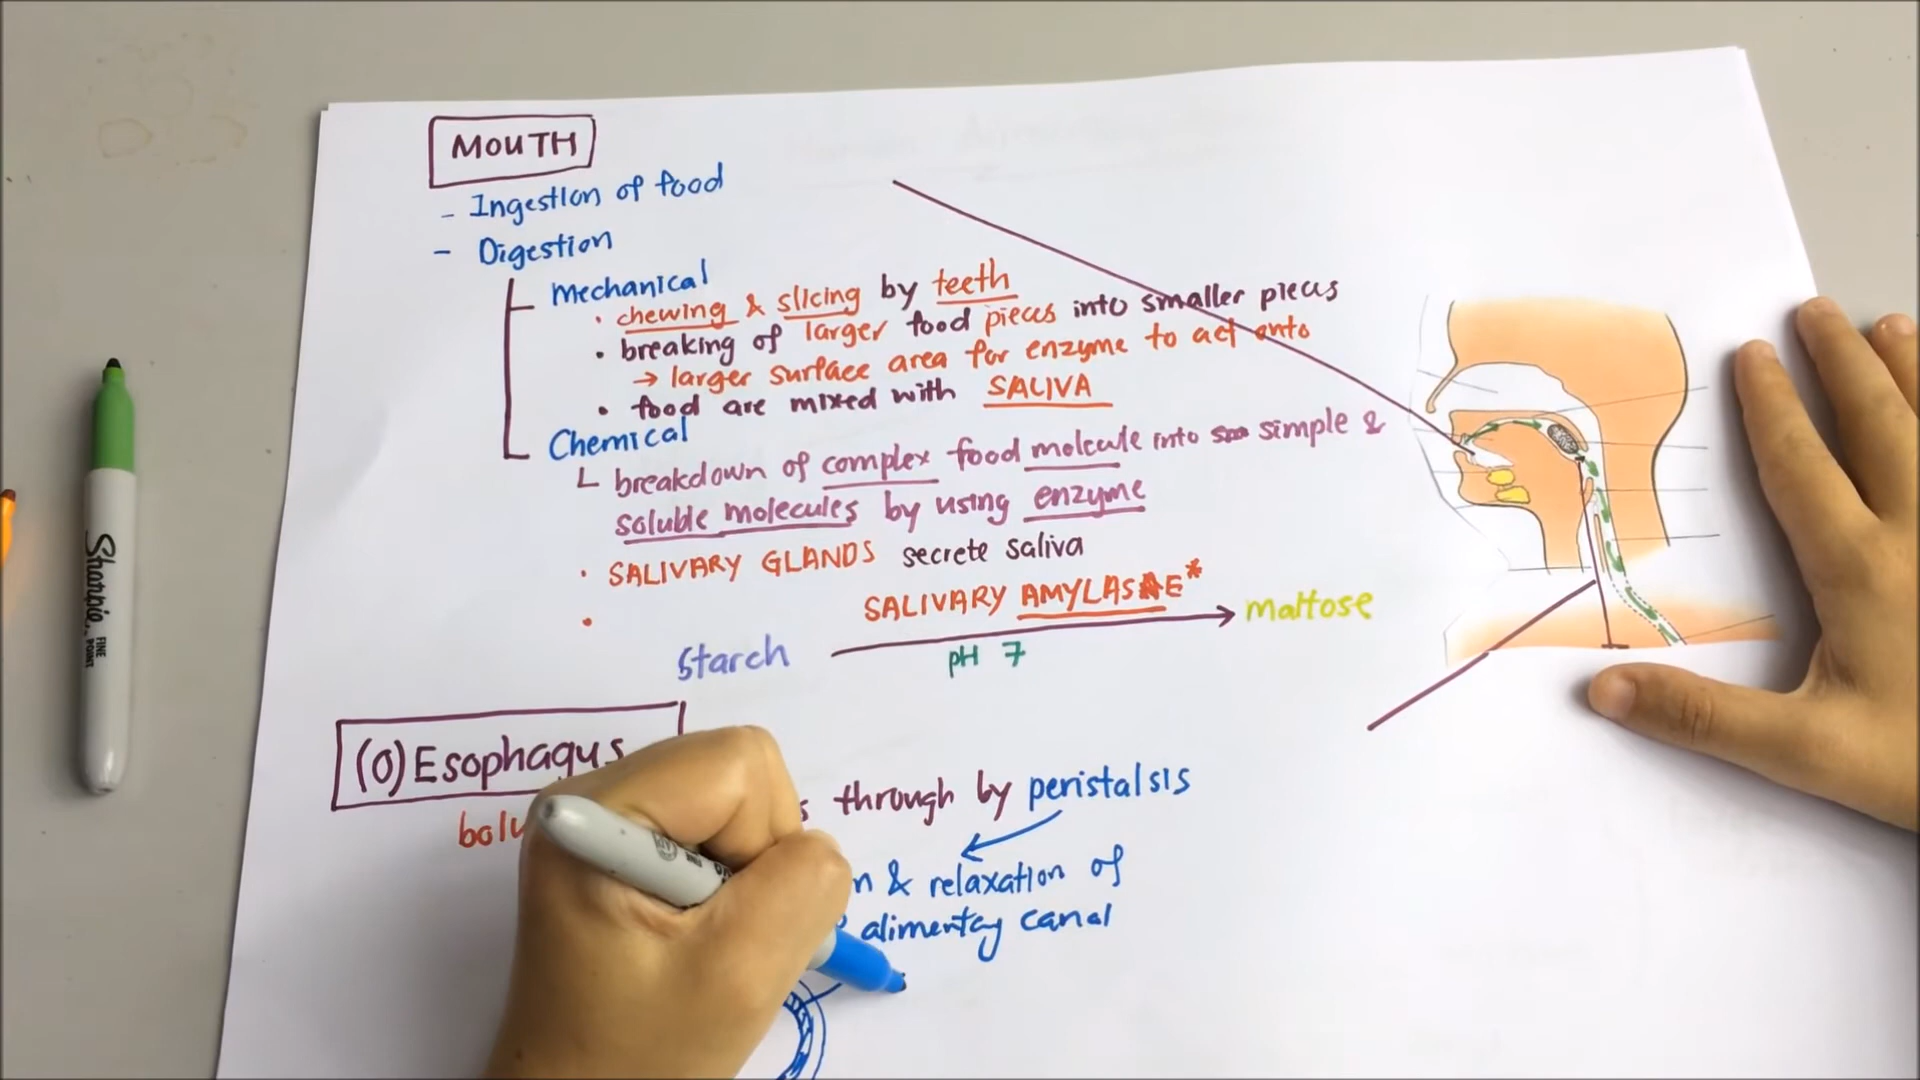 MOUTH
- Ingestion of food
- Digestion
Mechanical
• chewing & slicing by teeth
• breaking of larger food pieces into smaller pieces
→ larger surface area for enzyme to act onto
• food are mixed with SALIVA
Chemical
breakdown of complex food molecule into simple &
soluble molecules by using enzyme
• SALIVARY GLANDS secrete saliva
•
SALIVARY AMYLASE*
Starch → maltose
pH 7
(O)Esophagus
through by peristalsis
& relaxation of
alimentay canal
Sharpie.
FINE
POINT